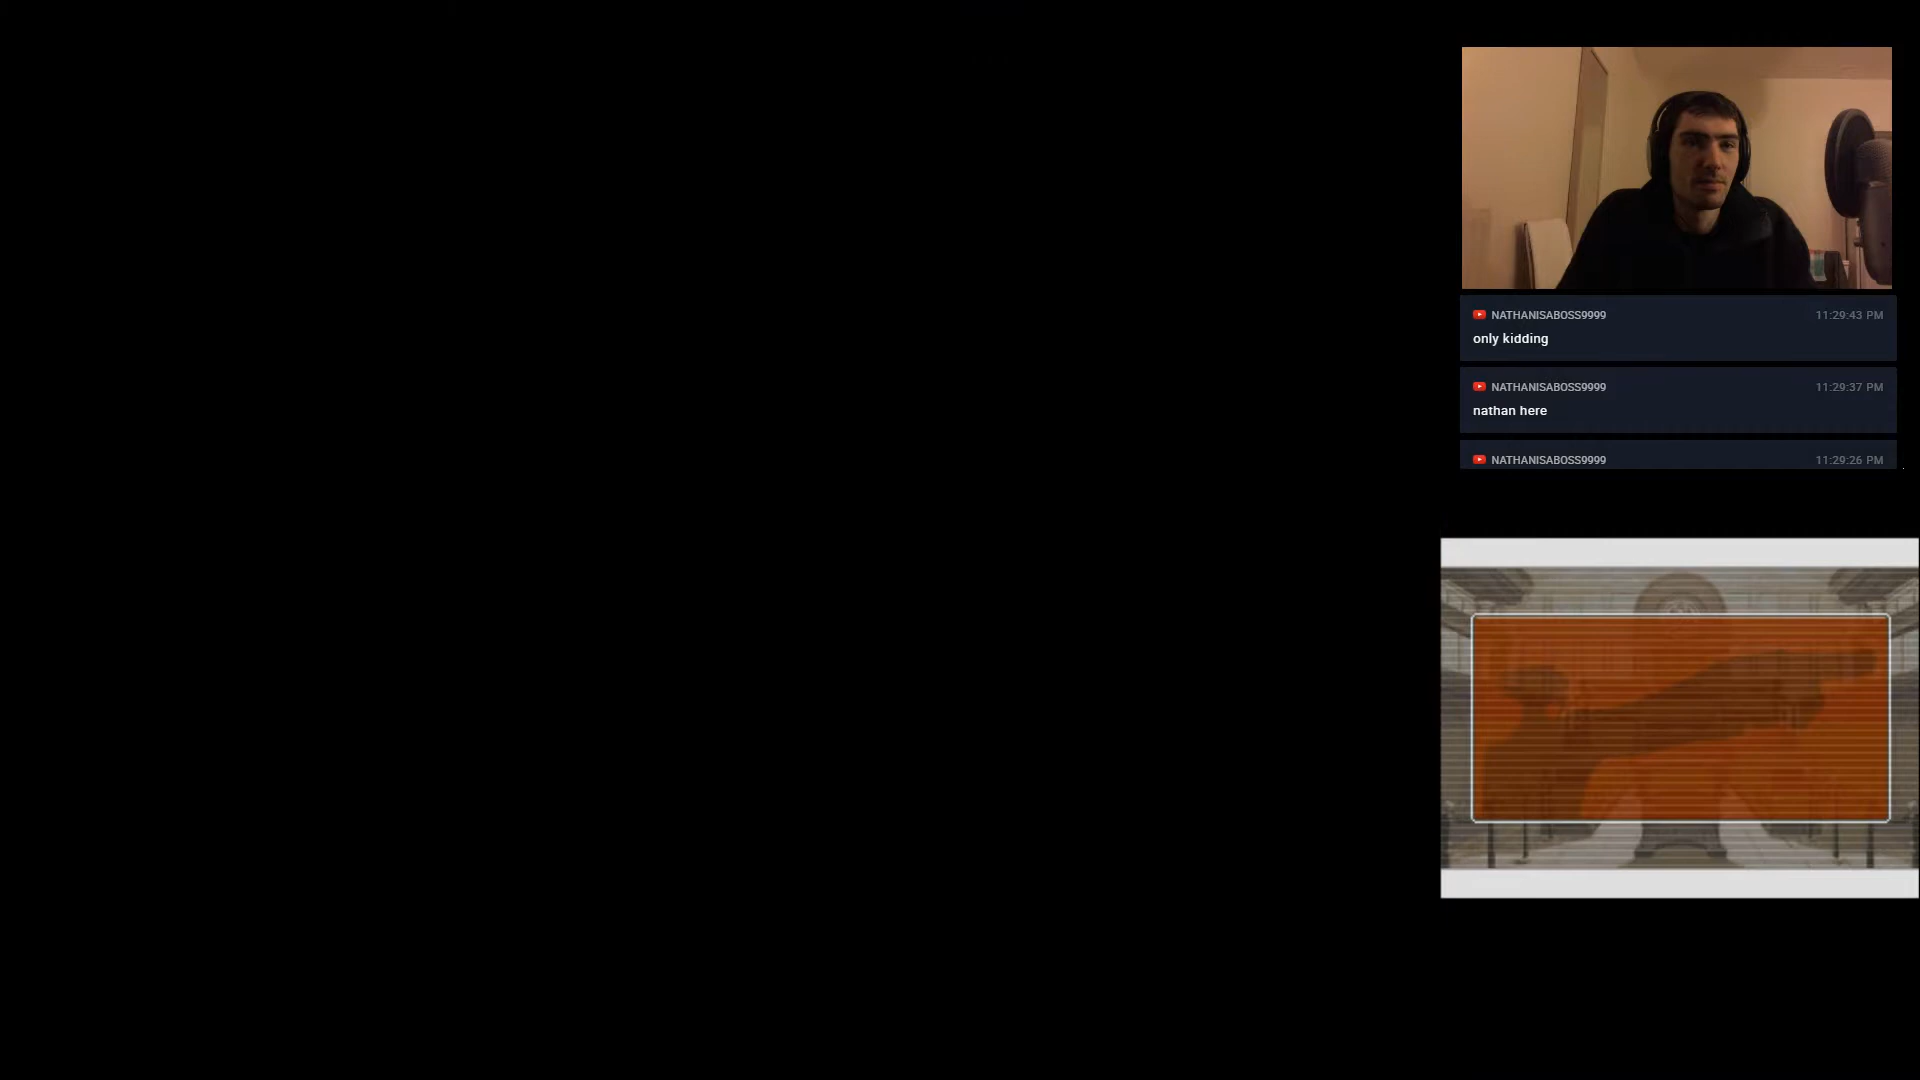 NATHANISABOSS9999 11:29:43 PM
only kidding
NATHANISABOSS9999 11:29:37 PM
nathan here
NATHANISABOSS9999 11:29:26 PM